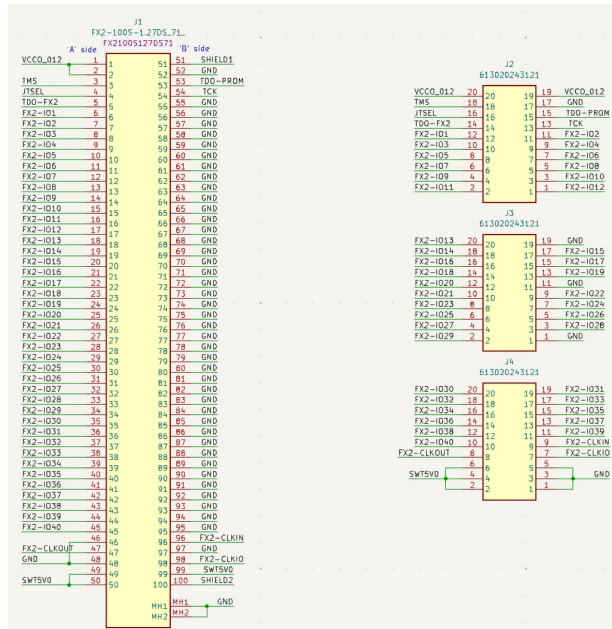 J1
FX2-100S-1.27DS_71_
FX2100S127DS71
'A' side 'B' side
VCCO_012 1 1 51 51 SHIELD1
2 2 52 52 GND
TMS 3 3 53 53 TDO-PROM
JTSEL 4 4 54 54 TCK
TDO-FX2 5 5 55 55 GND
FX2-IO1 6 6 56 56 GND
FX2-IO2 7 7 57 57 GND
FX2-IO3 8 8 58 58 GND
FX2-IO4 9 9 59 59 GND
FX2-IO5 10 10 60 60 GND
FX2-IO6 11 11 61 61 GND
FX2-IO7 12 12 62 62 GND
FX2-IO8 13 13 63 63 GND
FX2-IO9 14 14 64 64 GND
FX2-IO10 15 15 65 65 GND
FX2-IO11 16 16 66 66 GND
FX2-IO12 17 17 67 67 GND
FX2-IO13 18 18 68 68 GND
FX2-IO14 19 19 69 69 GND
FX2-IO15 20 20 70 70 GND
FX2-IO16 21 21 71 71 GND
FX2-IO17 22 22 72 72 GND
FX2-IO18 23 23 73 73 GND
FX2-IO19 24 24 74 74 GND
FX2-IO20 25 25 75 75 GND
FX2-IO21 26 26 76 76 GND
FX2-IO22 27 27 77 77 GND
FX2-IO23 28 28 78 78 GND
FX2-IO24 29 29 79 79 GND
FX2-IO25 30 30 80 80 GND
FX2-IO26 31 31 81 81 GND
FX2-IO27 32 32 82 82 GND
FX2-IO28 33 33 83 83 GND
FX2-IO29 34 34 84 84 GND
FX2-IO30 35 35 85 85 GND
FX2-IO31 36 36 86 86 GND
FX2-IO32 37 37 87 87 GND
FX2-IO33 38 38 88 88 GND
FX2-IO34 39 39 89 89 GND
FX2-IO35 40 40 90 90 GND
FX2-IO36 41 41 91 91 GND
FX2-IO37 42 42 92 92 GND
FX2-IO38 43 43 93 93 GND
FX2-IO39 44 44 94 94 GND
FX2-IO40 45 45 95 95 GND
46 46 96 96 FX2-CLKIN
FX2-CLKOUT 47 47 97 97 GND
GND 48 48 98 98 FX2-CLKIO
49 49 99 99 SWT5V0
SWT5V0 50 50 100 100 SHIELD2
MH1 MH1 GND
MH2 MH2
J2
613020243121
VCCO_012 20 20 19 19 VCCO_012
TMS 18 18 17 17 GND
JTSEL 16 16 15 15 TDO-PROM
TDO-FX2 14 14 13 13 TCK
FX2-IO1 12 12 11 11 FX2-IO2
FX2-IO3 10 10 9 9 FX2-IO4
FX2-IO5 8 8 7 7 FX2-IO6
FX2-IO7 6 6 5 5 FX2-IO8
FX2-IO9 4 4 3 3 FX2-IO10
FX2-IO11 2 2 1 1 FX2-IO12
J3
613020243121
FX2-IO13 20 20 19 19 GND
FX2-IO14 18 18 17 17 FX2-IO15
FX2-IO16 16 16 15 15 FX2-IO17
FX2-IO18 14 14 13 13 FX2-IO19
FX2-IO20 12 12 11 11 GND
FX2-IO21 10 10 9 9 FX2-IO22
FX2-IO23 8 8 7 7 FX2-IO24
FX2-IO25 6 6 5 5 FX2-IO26
FX2-IO27 4 4 3 3 FX2-IO28
FX2-IO29 2 2 1 1 GND
J4
613020243121
FX2-IO30 20 20 19 19 FX2-IO31
FX2-IO32 18 18 17 17 FX2-IO33
FX2-IO34 16 16 15 15 FX2-IO35
FX2-IO36 14 14 13 13 FX2-IO37
FX2-IO38 12 12 11 11 FX2-IO39
FX2-IO40 10 10 9 9 FX2-CLKIN
FX2-CLKOUT 8 8 7 7 FX2-CLKIO
6 6 5 5
SWT5V0 4 4 3 3 GND
2 2 1 1